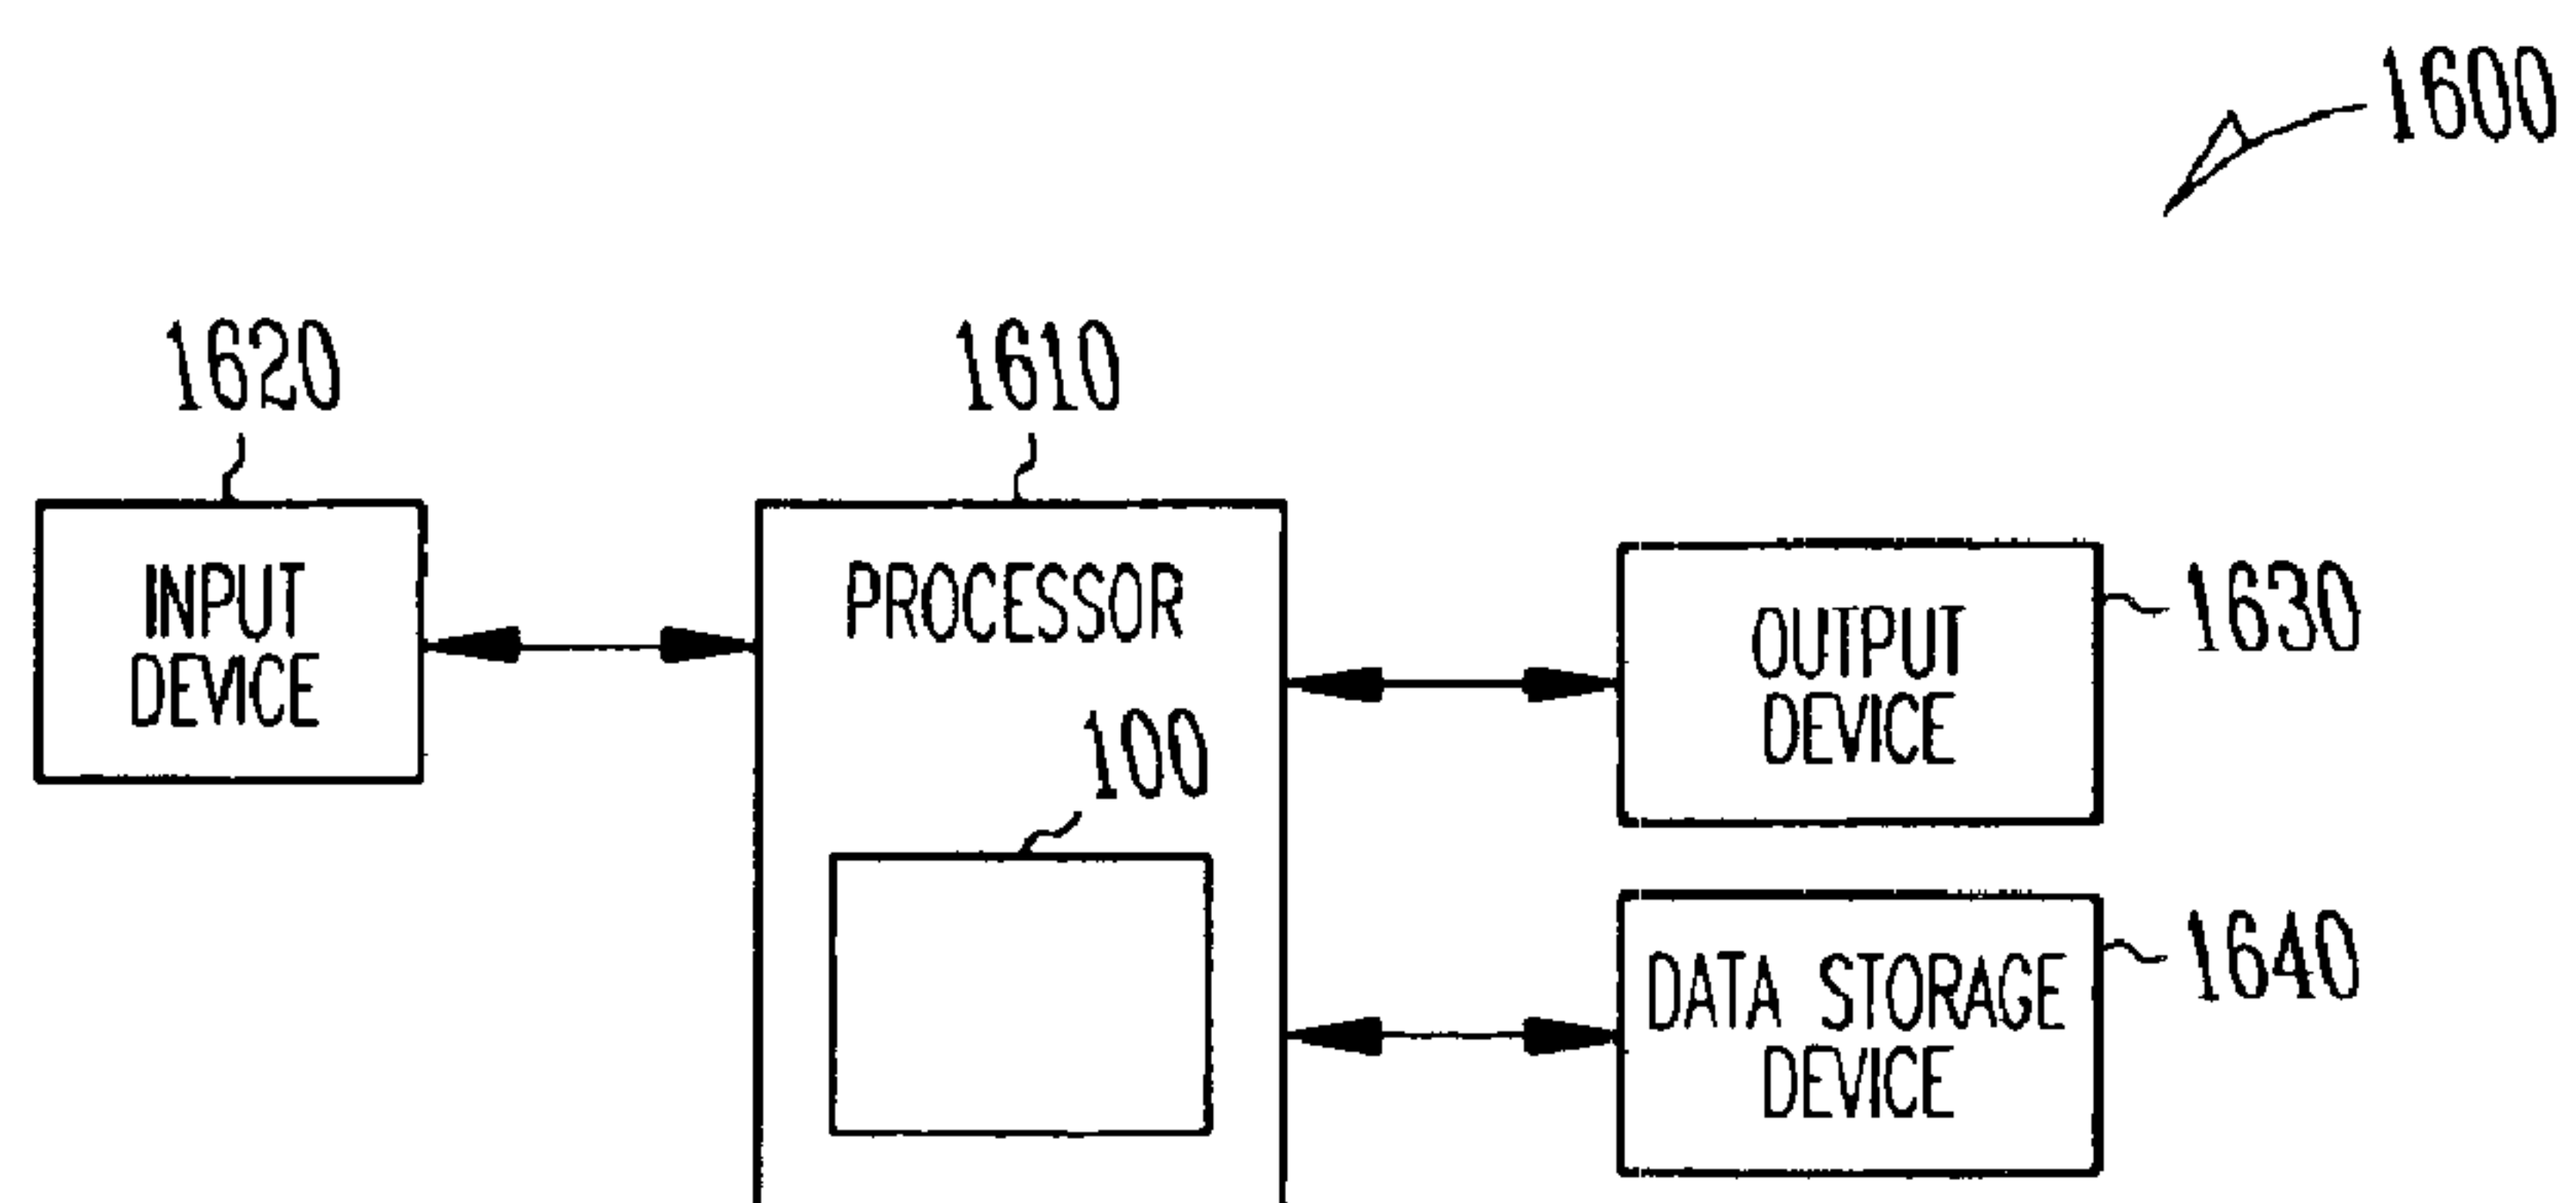 1600
1620
1610
INPUT
DEVICE
PROCESSOR
100
OUTPUT
DEVICE
1630
DATA STORAGE
DEVICE
1640